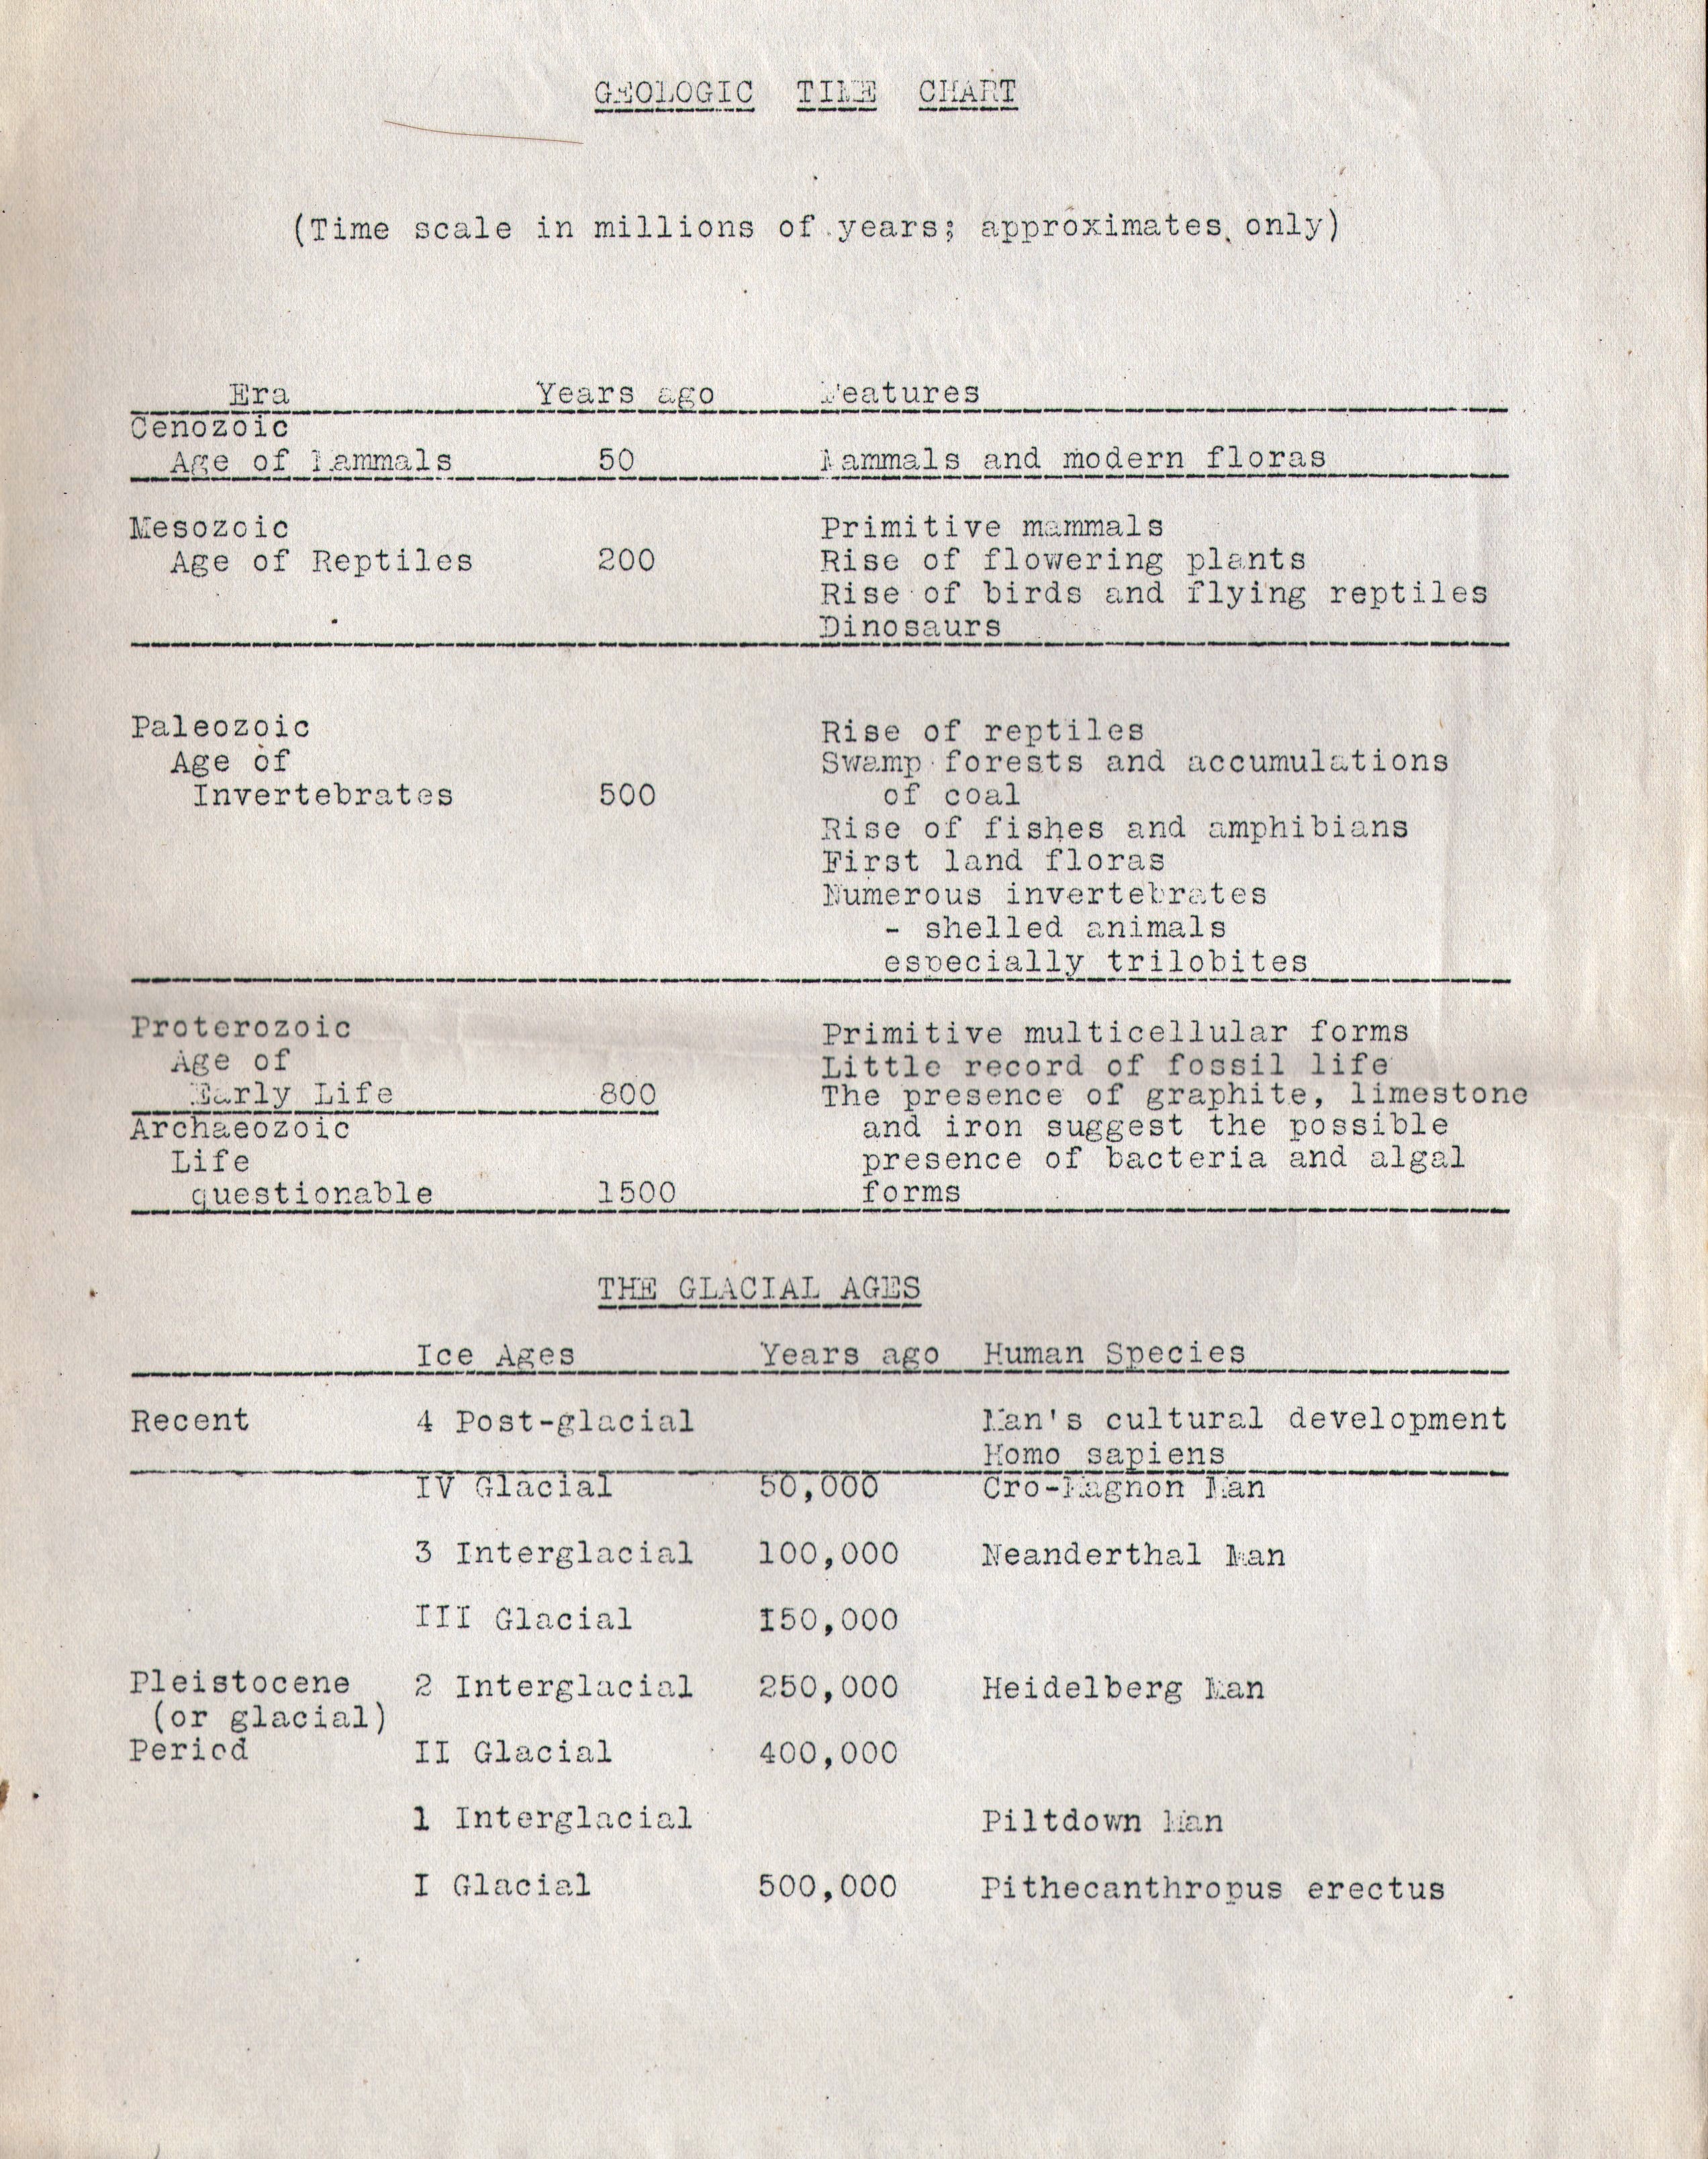 GEOLOGIC TIME CHART
(Time scale in millions of years; approximates only)
Era Years ago Features
Cenozoic
Age of Mammals 50 Mammals and modern floras
Mesozoic Primitive mammals
Age of Reptiles 200 Rise of flowering plants
Rise of birds and flying reptiles
Dinosaurs
Paleozoic Rise of reptiles
Age of Swamp forests and accumulations
Invertebrates 500 of coal
Rise of fishes and amphibians
First land floras
Numerous invertebrates
- shelled animals
especially trilobites
Proterozoic Primitive multicellular forms
Age of Little record of fossil life
Early Life 800 The presence of graphite, limestone
Archaeozoic and iron suggest the possible
Life presence of bacteria and algal
questionable 1500 forms
THE GLACIAL AGES
Ice Ages Years ago Human Species
Recent 4 Post-glacial Man's cultural development
Homo sapiens
IV Glacial 50,000 Cro-Magnon Man
3 Interglacial 100,000 Neanderthal Man
III Glacial 150,000
Pleistocene 2 Interglacial 250,000 Heidelberg Man
(or glacial)
Period II Glacial 400,000
1 Interglacial Piltdown Man
I Glacial 500,000 Pithecanthropus erectus